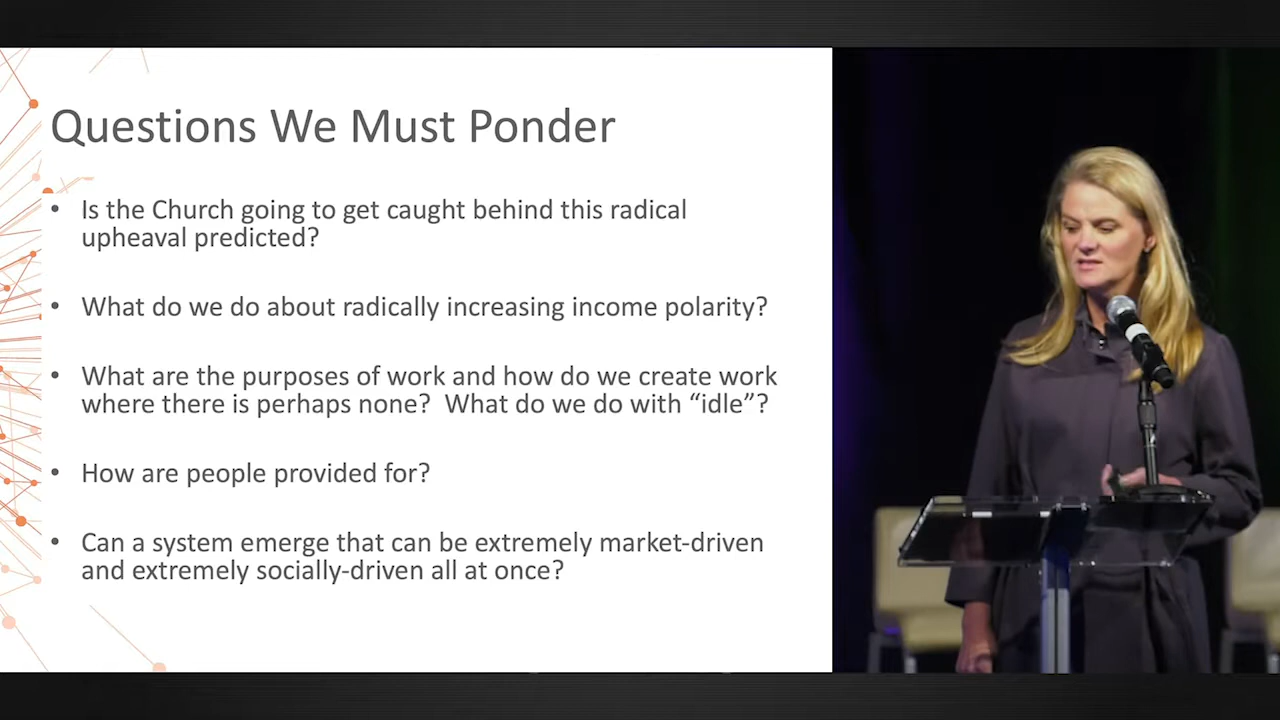 Questions We Must Ponder
• Is the Church going to get caught behind this radical
upheaval predicted?
• What do we do about radically increasing income polarity?
• What are the purposes of work and how do we create work
where there is perhaps none?  What do we do with “idle”?
• How are people provided for?
• Can a system emerge that can be extremely market-driven
and extremely socially-driven all at once?